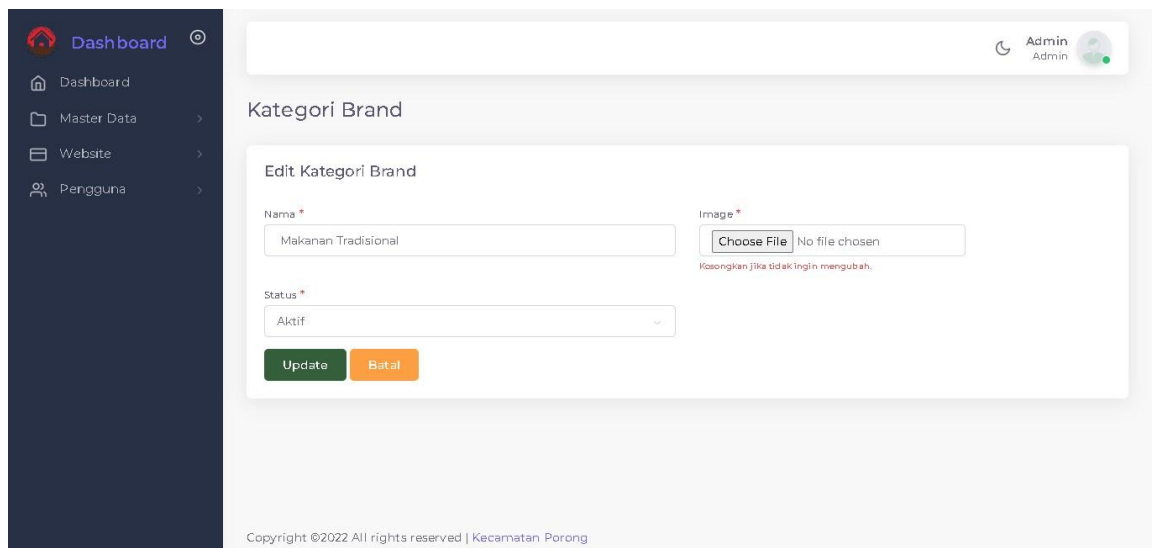 Dashboard
Dashboard
Master Data
Website
Pengguna
Admin
Admin
Kategori Brand
Edit Kategori Brand
Nama *
Makanan Tradisional
Image *
Choose File No file chosen
Kosongkan jika tidak ingin mengubah.
Status *
Aktif
Update Batal
Copyright ©2022 All rights reserved | Kecamatan Porong